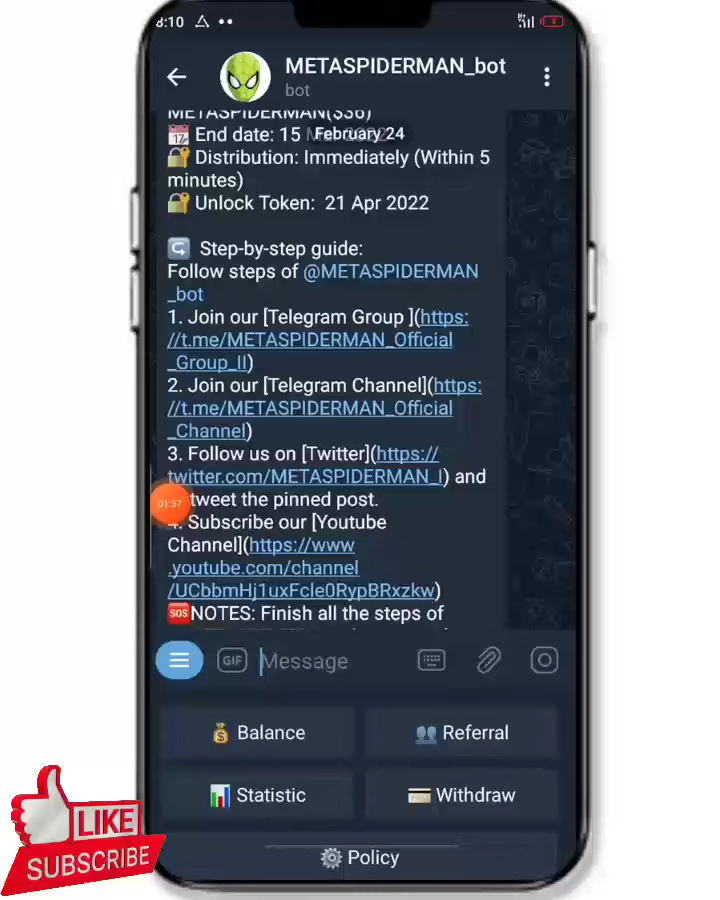 8:10
METASPIDERMAN_bot
bot
METASPIDERMAN($36)
17 End date: 15
February 24
Distribution: Immediately (Within 5
minutes)
Unlock Token: 21 Apr 2022
Step-by-step guide:
Follow steps of @METASPIDERMAN
_bot
1. Join our [Telegram Group ](https:
//t.me/METASPIDERMAN_Official
_Group_II)
2. Join our [Telegram Channel](https:
//t.me/METASPIDERMAN_Official
_Channel)
3. Follow us on [Twitter](https://
twitter.com/METASPIDERMAN_I) and
tweet the pinned post.
01:37
4. Subscribe our [Youtube
Channel](https://www
.youtube.com/channel
/UCbbmHj1uxFcle0RypBRxzkw)
SOS NOTES: Finish all the steps of
GIF Message
Balance
Referral
Statistic
Withdraw
Policy
LIKE
SUBSCRIBE